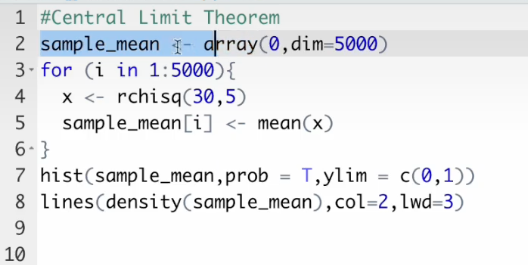 1 #Central Limit Theorem
2 sample_mean <- array(0,dim=5000)
3 for (i in 1:5000){
4   x <- rchisq(30,5)
5   sample_mean[i] <- mean(x)
6 }
7 hist(sample_mean,prob = T,ylim = c(0,1))
8 lines(density(sample_mean),col=2,lwd=3)
9
10